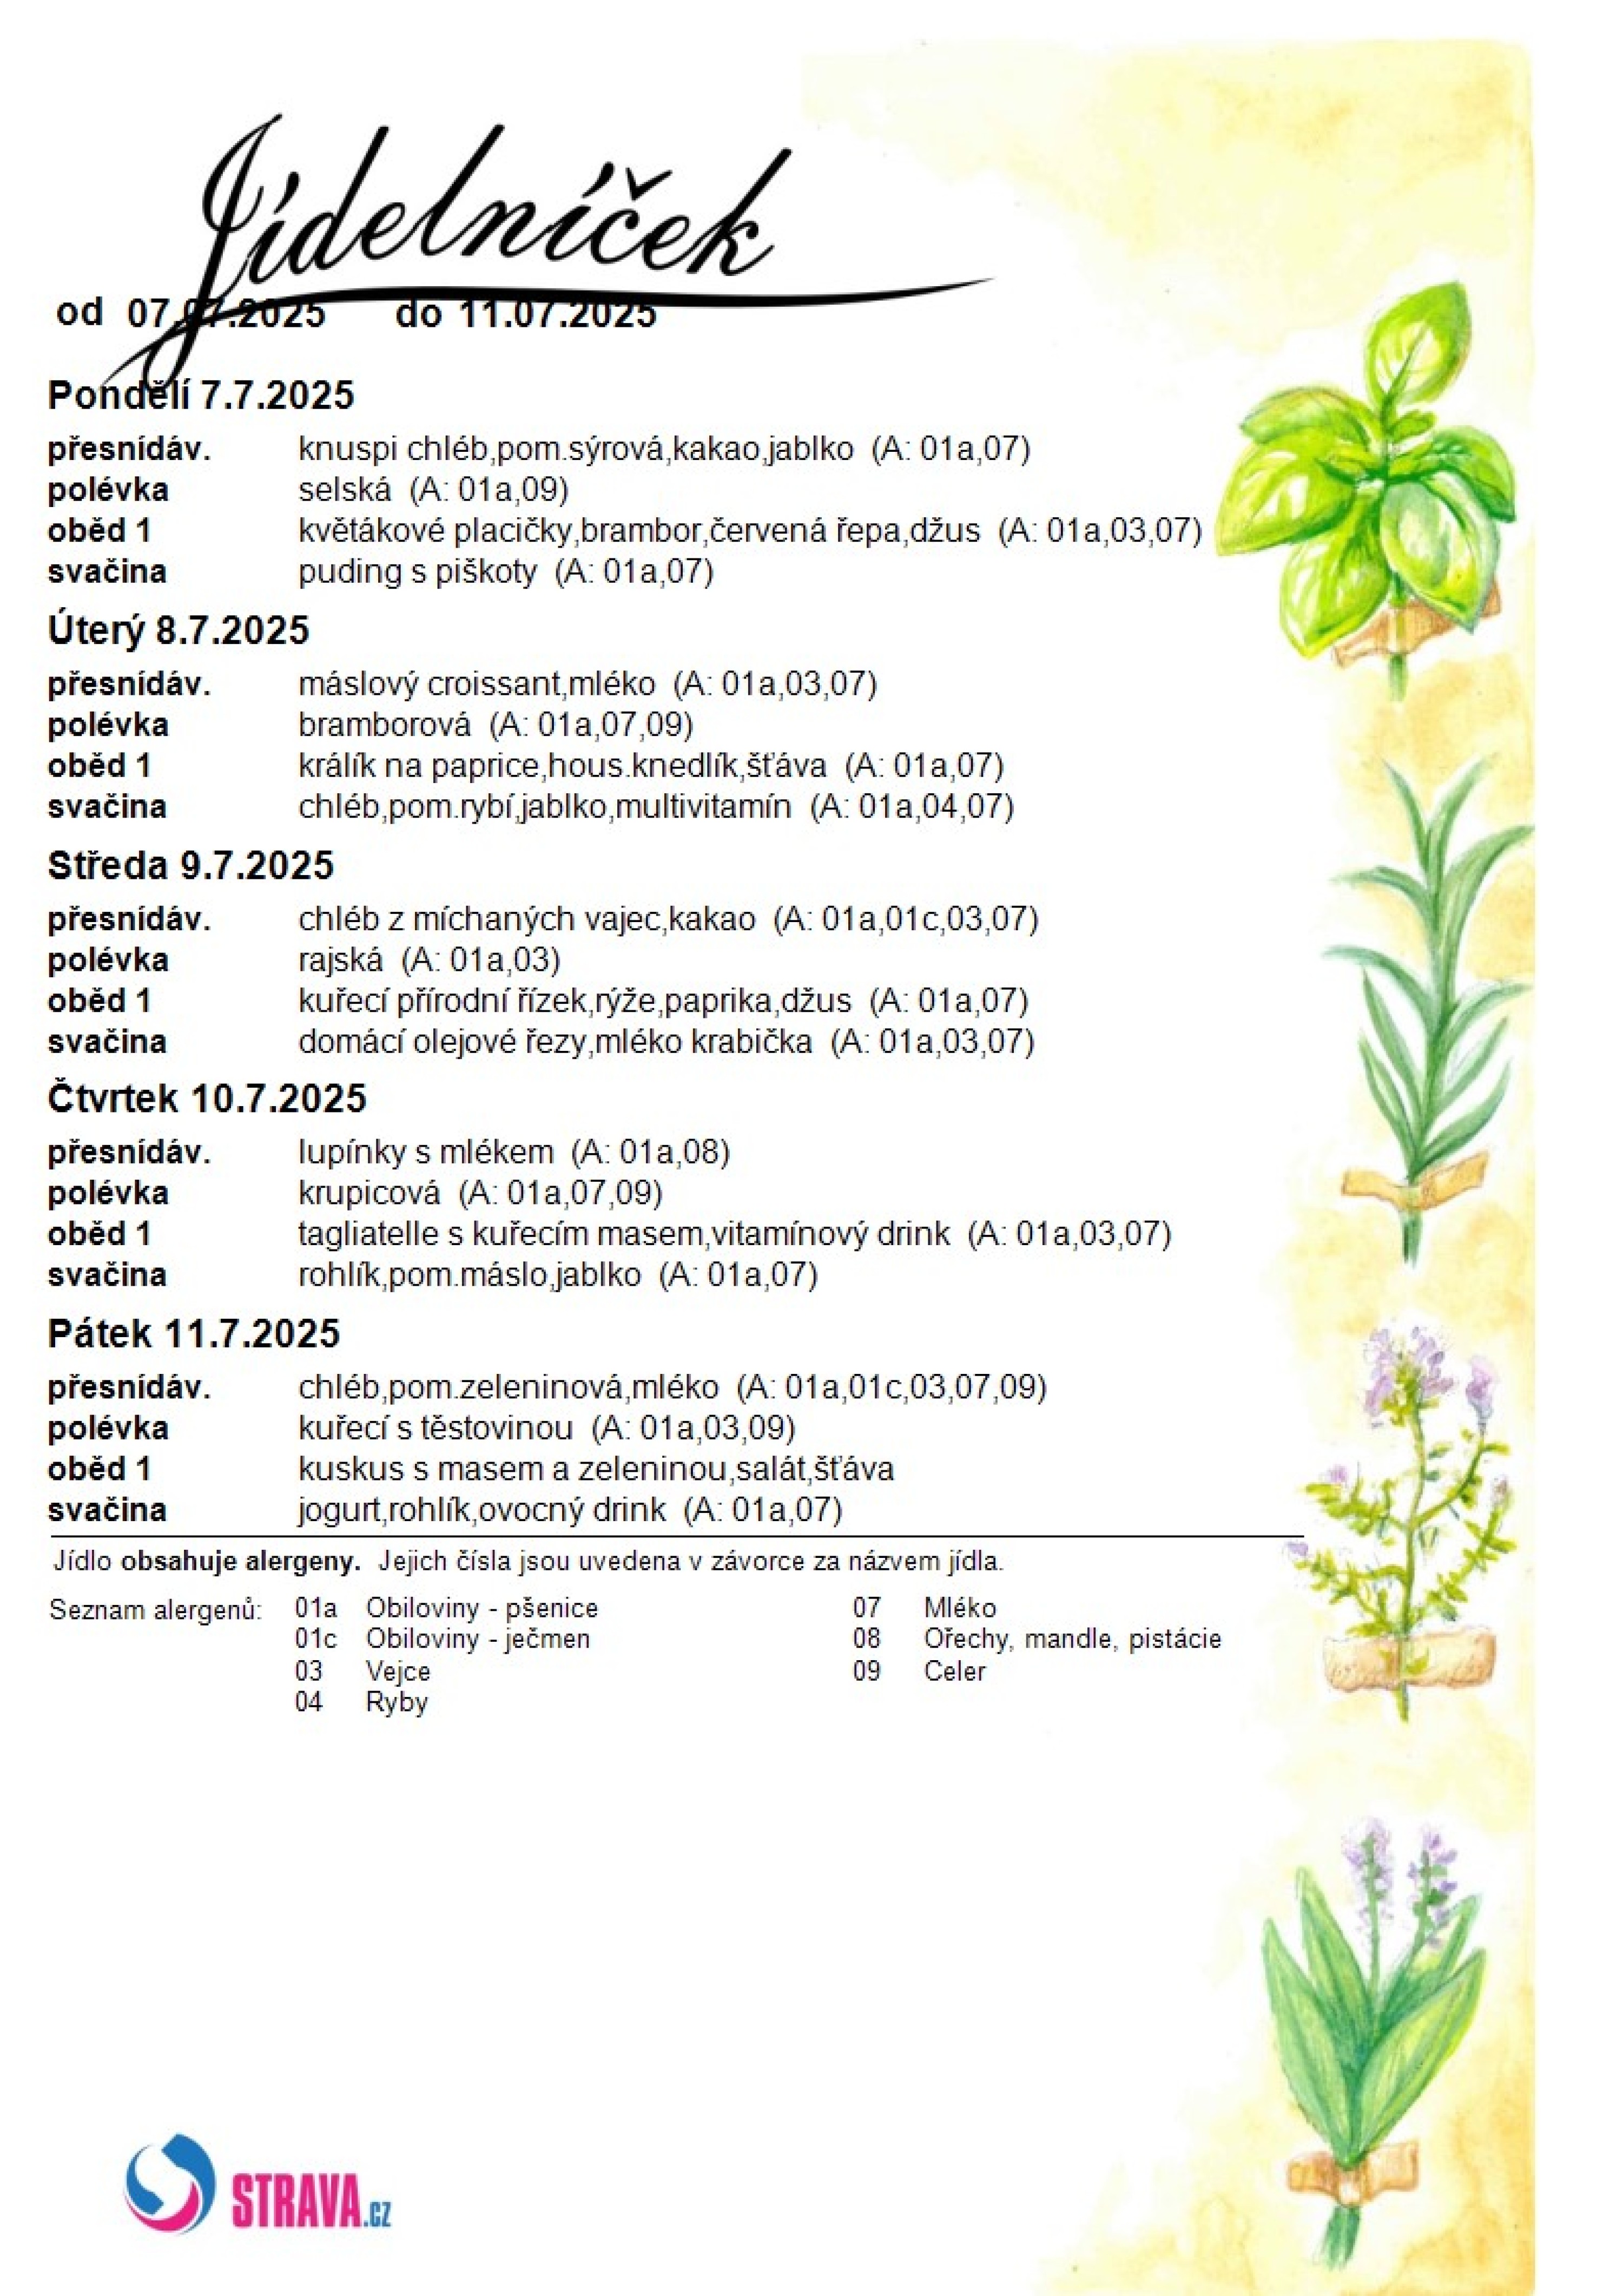 Jídelníček
od 07.07.2025 do 11.07.2025
Pondělí 7.7.2025
přesnídáv. knuspi chléb,pom.sýrová,kakao,jablko (A: 01a,07)
polévka selská (A: 01a,09)
oběd 1 květákové placičky,brambor,červená řepa,džus (A: 01a,03,07)
svačina puding s piškoty (A: 01a,07)
Úterý 8.7.2025
přesnídáv. máslový croissant,mléko (A: 01a,03,07)
polévka bramborová (A: 01a,07,09)
oběd 1 králík na paprice,hous.knedlík,šťáva (A: 01a,07)
svačina chléb,pom.rybí,jablko,multivitamín (A: 01a,04,07)
Středa 9.7.2025
přesnídáv. chléb z míchaných vajec,kakao (A: 01a,01c,03,07)
polévka rajská (A: 01a,03)
oběd 1 kuřecí přírodní řízek,rýže,paprika,džus (A: 01a,07)
svačina domácí olejové řezy,mléko krabička (A: 01a,03,07)
Čtvrtek 10.7.2025
přesnídáv. lupínky s mlékem (A: 01a,08)
polévka krupicová (A: 01a,07,09)
oběd 1 tagliatelle s kuřecím masem,vitamínový drink (A: 01a,03,07)
svačina rohlík,pom.máslo,jablko (A: 01a,07)
Pátek 11.7.2025
přesnídáv. chléb,pom.zeleninová,mléko (A: 01a,01c,03,07,09)
polévka kuřecí s těstovinou (A: 01a,03,09)
oběd 1 kuskus s masem a zeleninou,salát,šťáva
svačina jogurt,rohlík,ovocný drink (A: 01a,07)
Jídlo obsahuje alergeny. Jejich čísla jsou uvedena v závorce za názvem jídla.
Seznam alergenů: 01a Obiloviny - pšenice 07 Mléko
01c Obiloviny - ječmen 08 Ořechy, mandle, pistácie
03 Vejce 09 Celer
04 Ryby
STRAVA.CZ